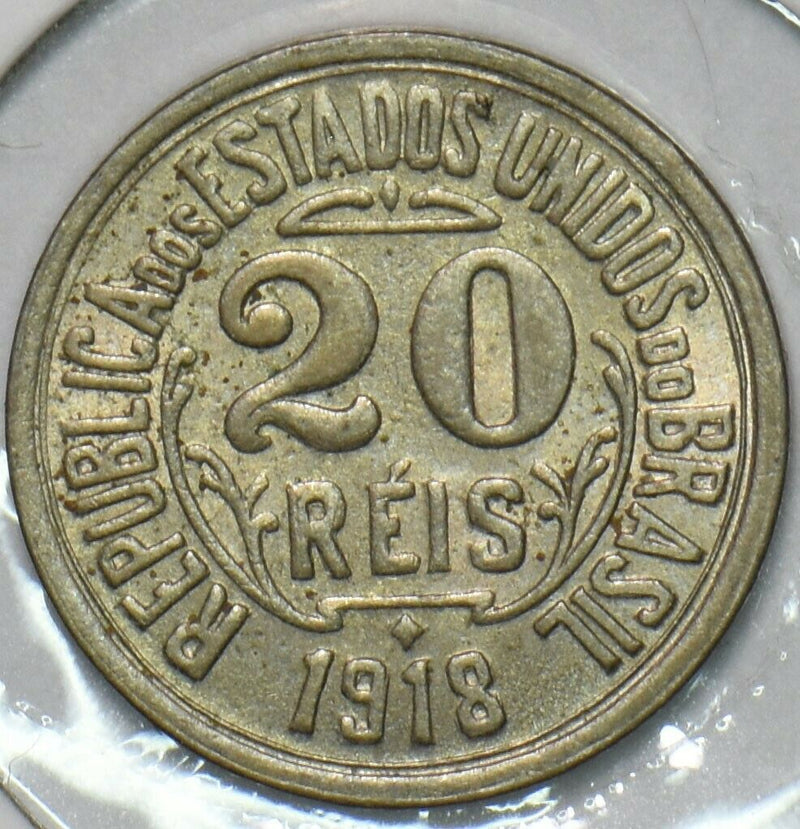 REPUBLICA DOS ESTADOS UNIDOS DO BRASIL
20
RÉIS
1918